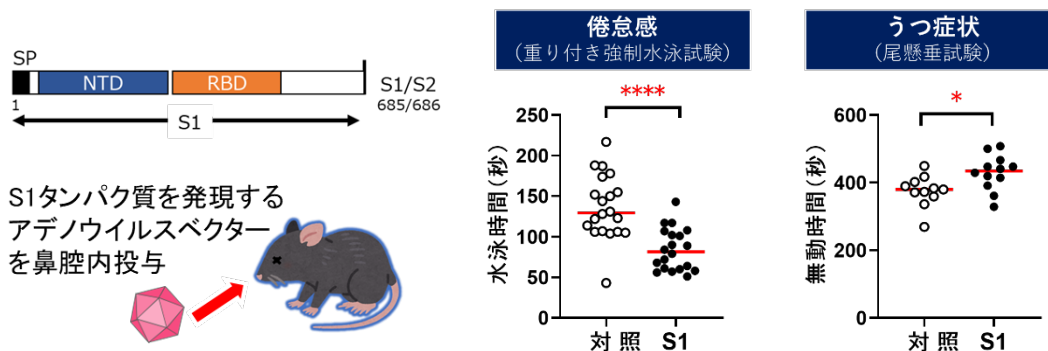 SP
NTD
RBD
S1/S2
1
685/686
S1
S1タンパク質を発現する
アデノウイルスベクター
を鼻腔内投与
倦怠感
(重り付き強制水泳試験)
****
水泳時間(秒)
250
200
150
100
50
0
対照 S1
うつ症状
(尾懸垂試験)
*
無動時間(秒)
600
400
200
0
対照 S1